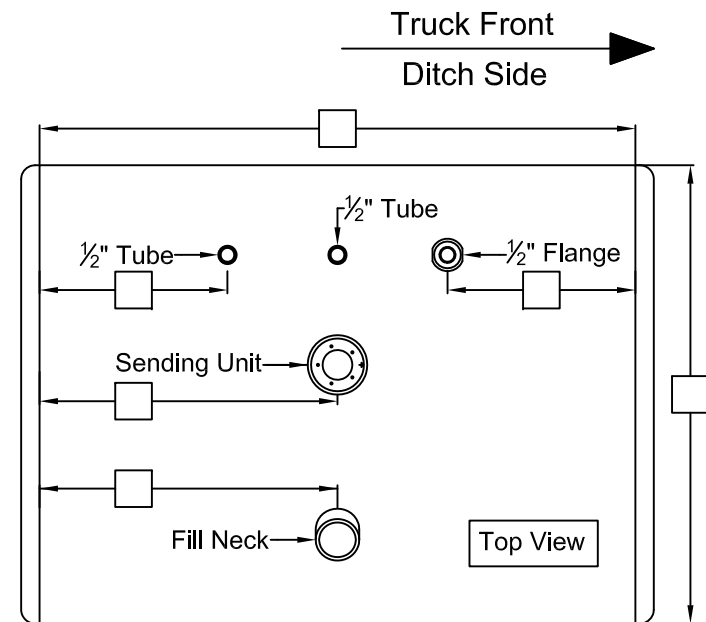 Truck Front
Ditch Side
½" Tube
½" Tube
½" Flange
Sending Unit
Fill Neck
Top View